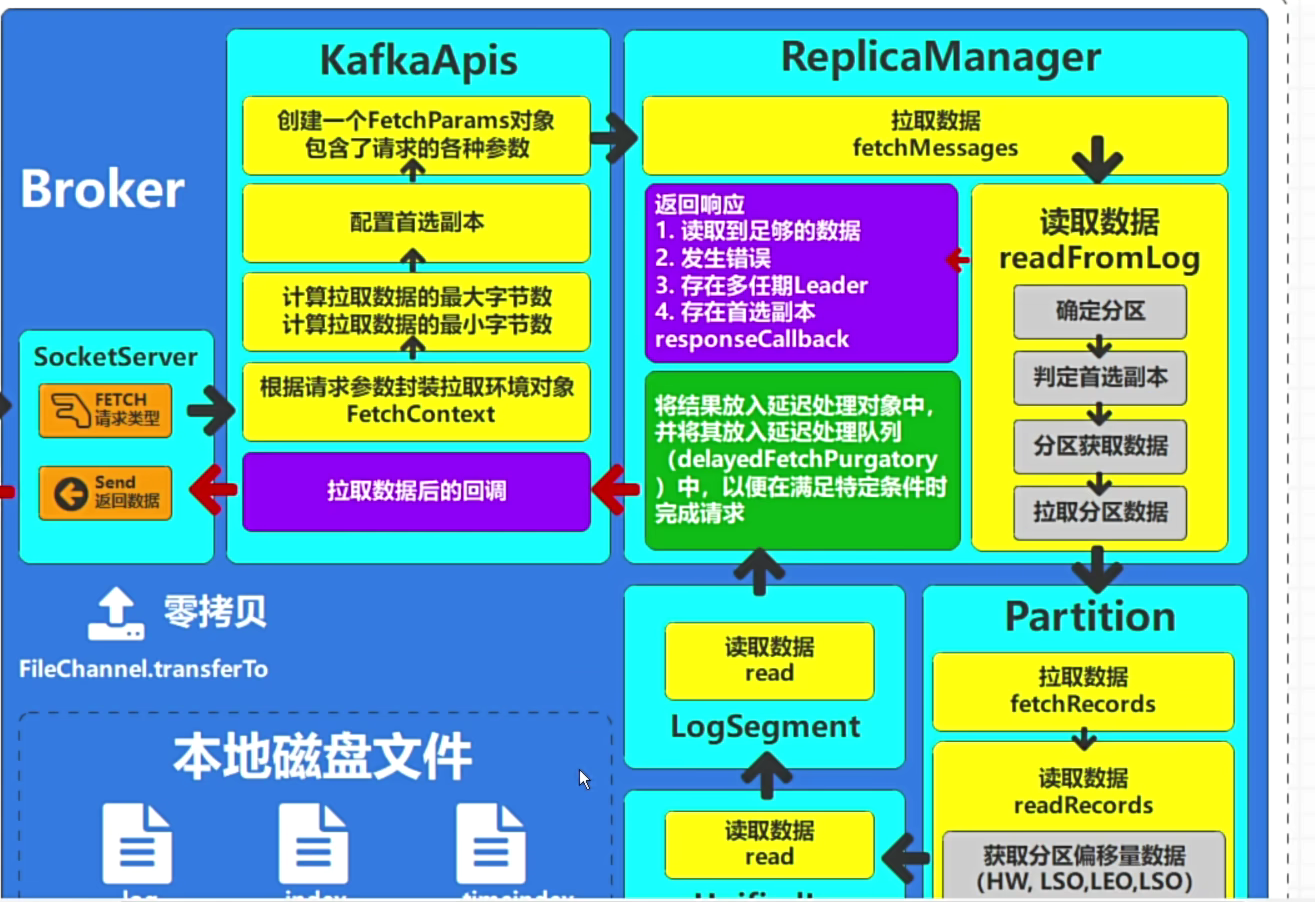 Broker
KafkaApis
创建一个FetchParams对象
包含了请求的各种参数
配置首选副本
计算拉取数据的最大字节数
计算拉取数据的最小字节数
根据请求参数封装拉取环境对象
FetchContext
拉取数据后的回调
SocketServer
FETCH
请求类型
Send
返回数据
零拷贝
FileChannel.transferTo
ReplicaManager
拉取数据
fetchMessages
返回响应
1. 读取到足够的数据
2. 发生错误
3. 存在多任期Leader
4. 存在首选副本
responseCallback
将结果放入延迟处理对象中，
并将其放入延迟处理队列
（delayedFetchPurgatory
）中，以便在满足特定条件时
完成请求
读取数据
readFromLog
确定分区
判定首选副本
分区获取数据
拉取分区数据
Partition
拉取数据
fetchRecords
读取数据
readRecords
获取分区偏移量数据
(HW, LSO,LEO,LSO)
读取数据
read
LogSegment
读取数据
read
本地磁盘文件